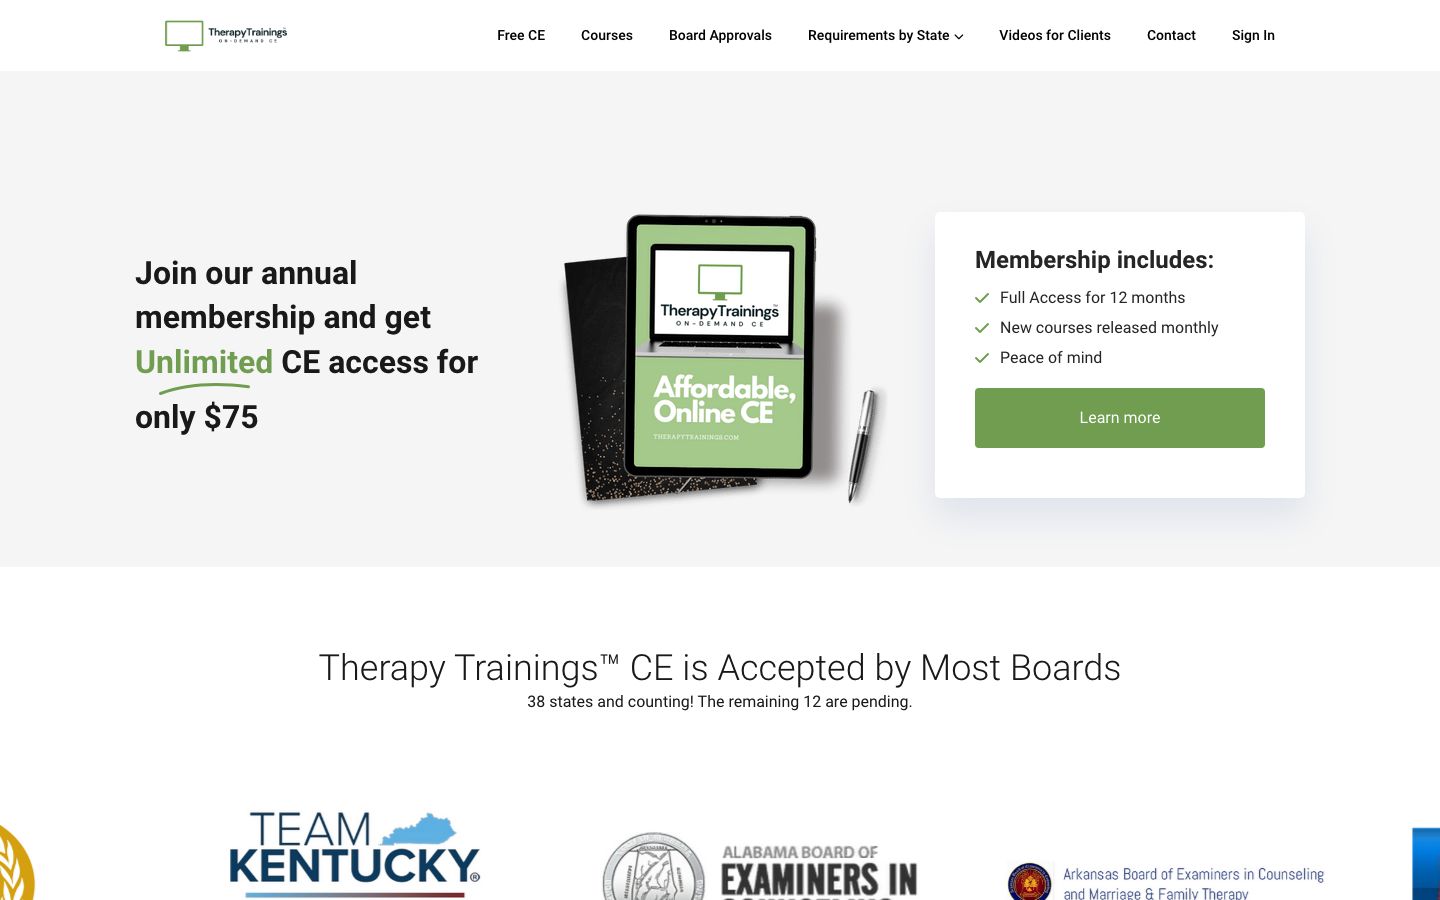 TherapyTrainings
ON-DEMAND CE
Free CE
Courses
Board Approvals
Requirements by State
Videos for Clients
Contact
Sign In
Join our annual
membership and get
Unlimited CE access for
only $75
TherapyTrainings™
ON-DEMAND CE
Affordable,
Online CE
THERAPYTRAININGS.COM
Membership includes:
Full Access for 12 months
New courses released monthly
Peace of mind
Learn more
Therapy Trainings™ CE is Accepted by Most Boards
38 states and counting! The remaining 12 are pending.
TEAM
KENTUCKY®
ALABAMA BOARD OF
EXAMINERS IN
COUNSELING
Arkansas Board of Examiners in Counseling
and Marriage & Family Therapy